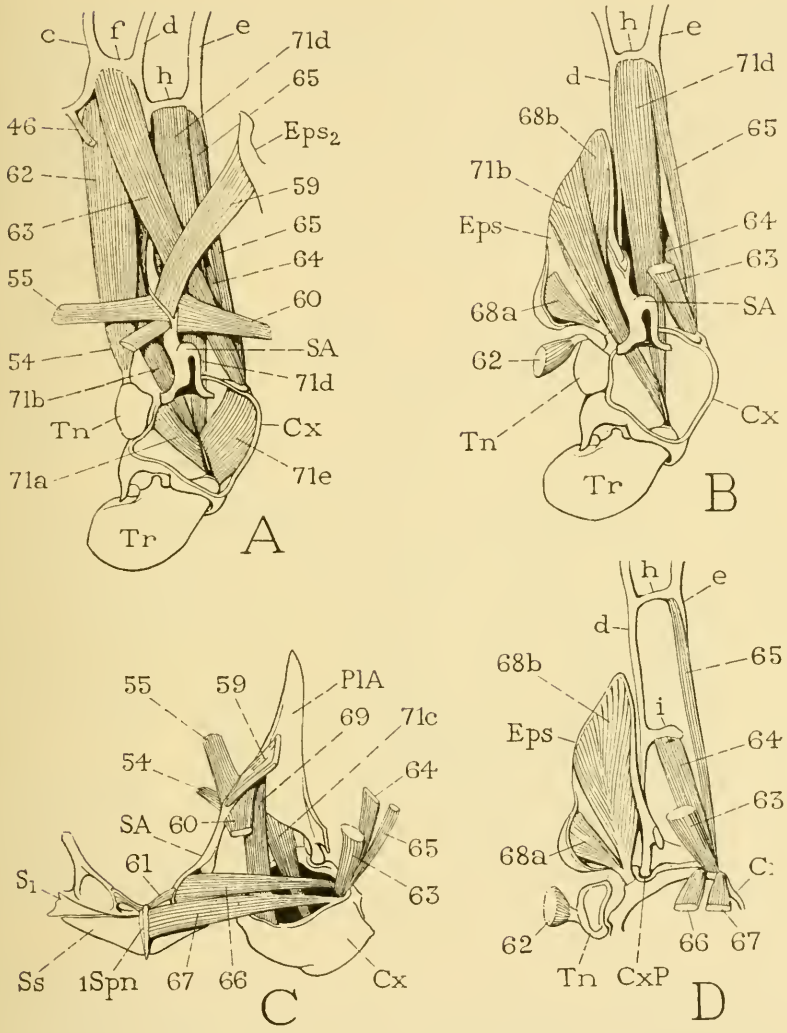 c
f
d
e
h
71d
65
Eps2
46
62
59
63
65
64
55
60
54
SA
71b
71d
Tn
Cx
71a
71e
Tr
A
h
e
d
71d
68b
65
71b
Eps
64
63
68a
SA
62
Tn
Cx
Tr
B
55
59
PlA
69
71c
54
64
SA
60
65
61
63
S1
Ss
1Spn
67
66
Cx
C
h
e
d
68b
65
Eps
i
64
63
68a
62
66
67
Tn
CxP
D